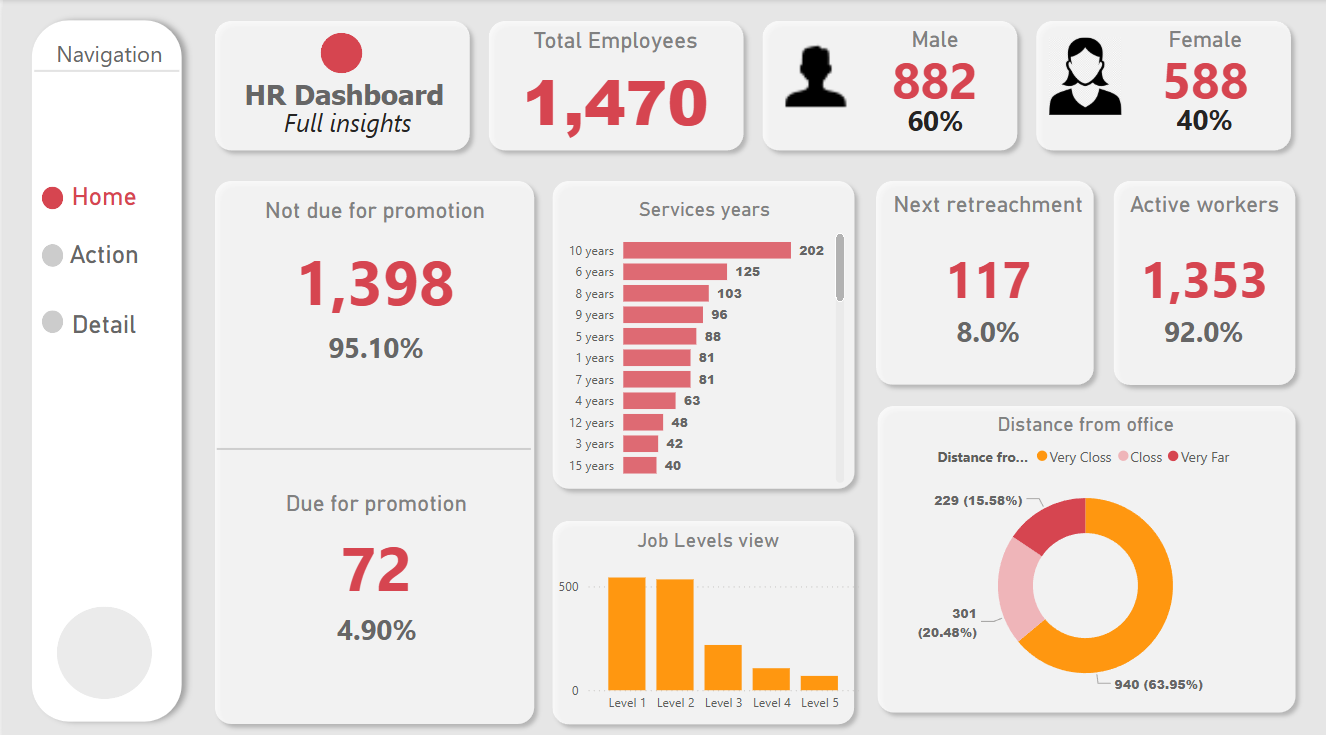 Navigation
Home
Action
Detail
HR Dashboard
Full insights
Total Employees
1,470
Male
882
60%
Female
588
40%
Not due for promotion
1,398
95.10%
Due for promotion
72
4.90%
Services years
10 years 202
6 years 125
8 years 103
9 years 96
5 years 88
1 years 81
7 years 81
4 years 63
12 years 48
3 years 42
15 years 40
Job Levels view
500
0
Level 1 Level 2 Level 3 Level 4 Level 5
Next retreachment
117
8.0%
Active workers
1,353
92.0%
Distance from office
Distance fro... Very Closs Closs Very Far
229 (15.58%)
301
(20.48%)
940 (63.95%)